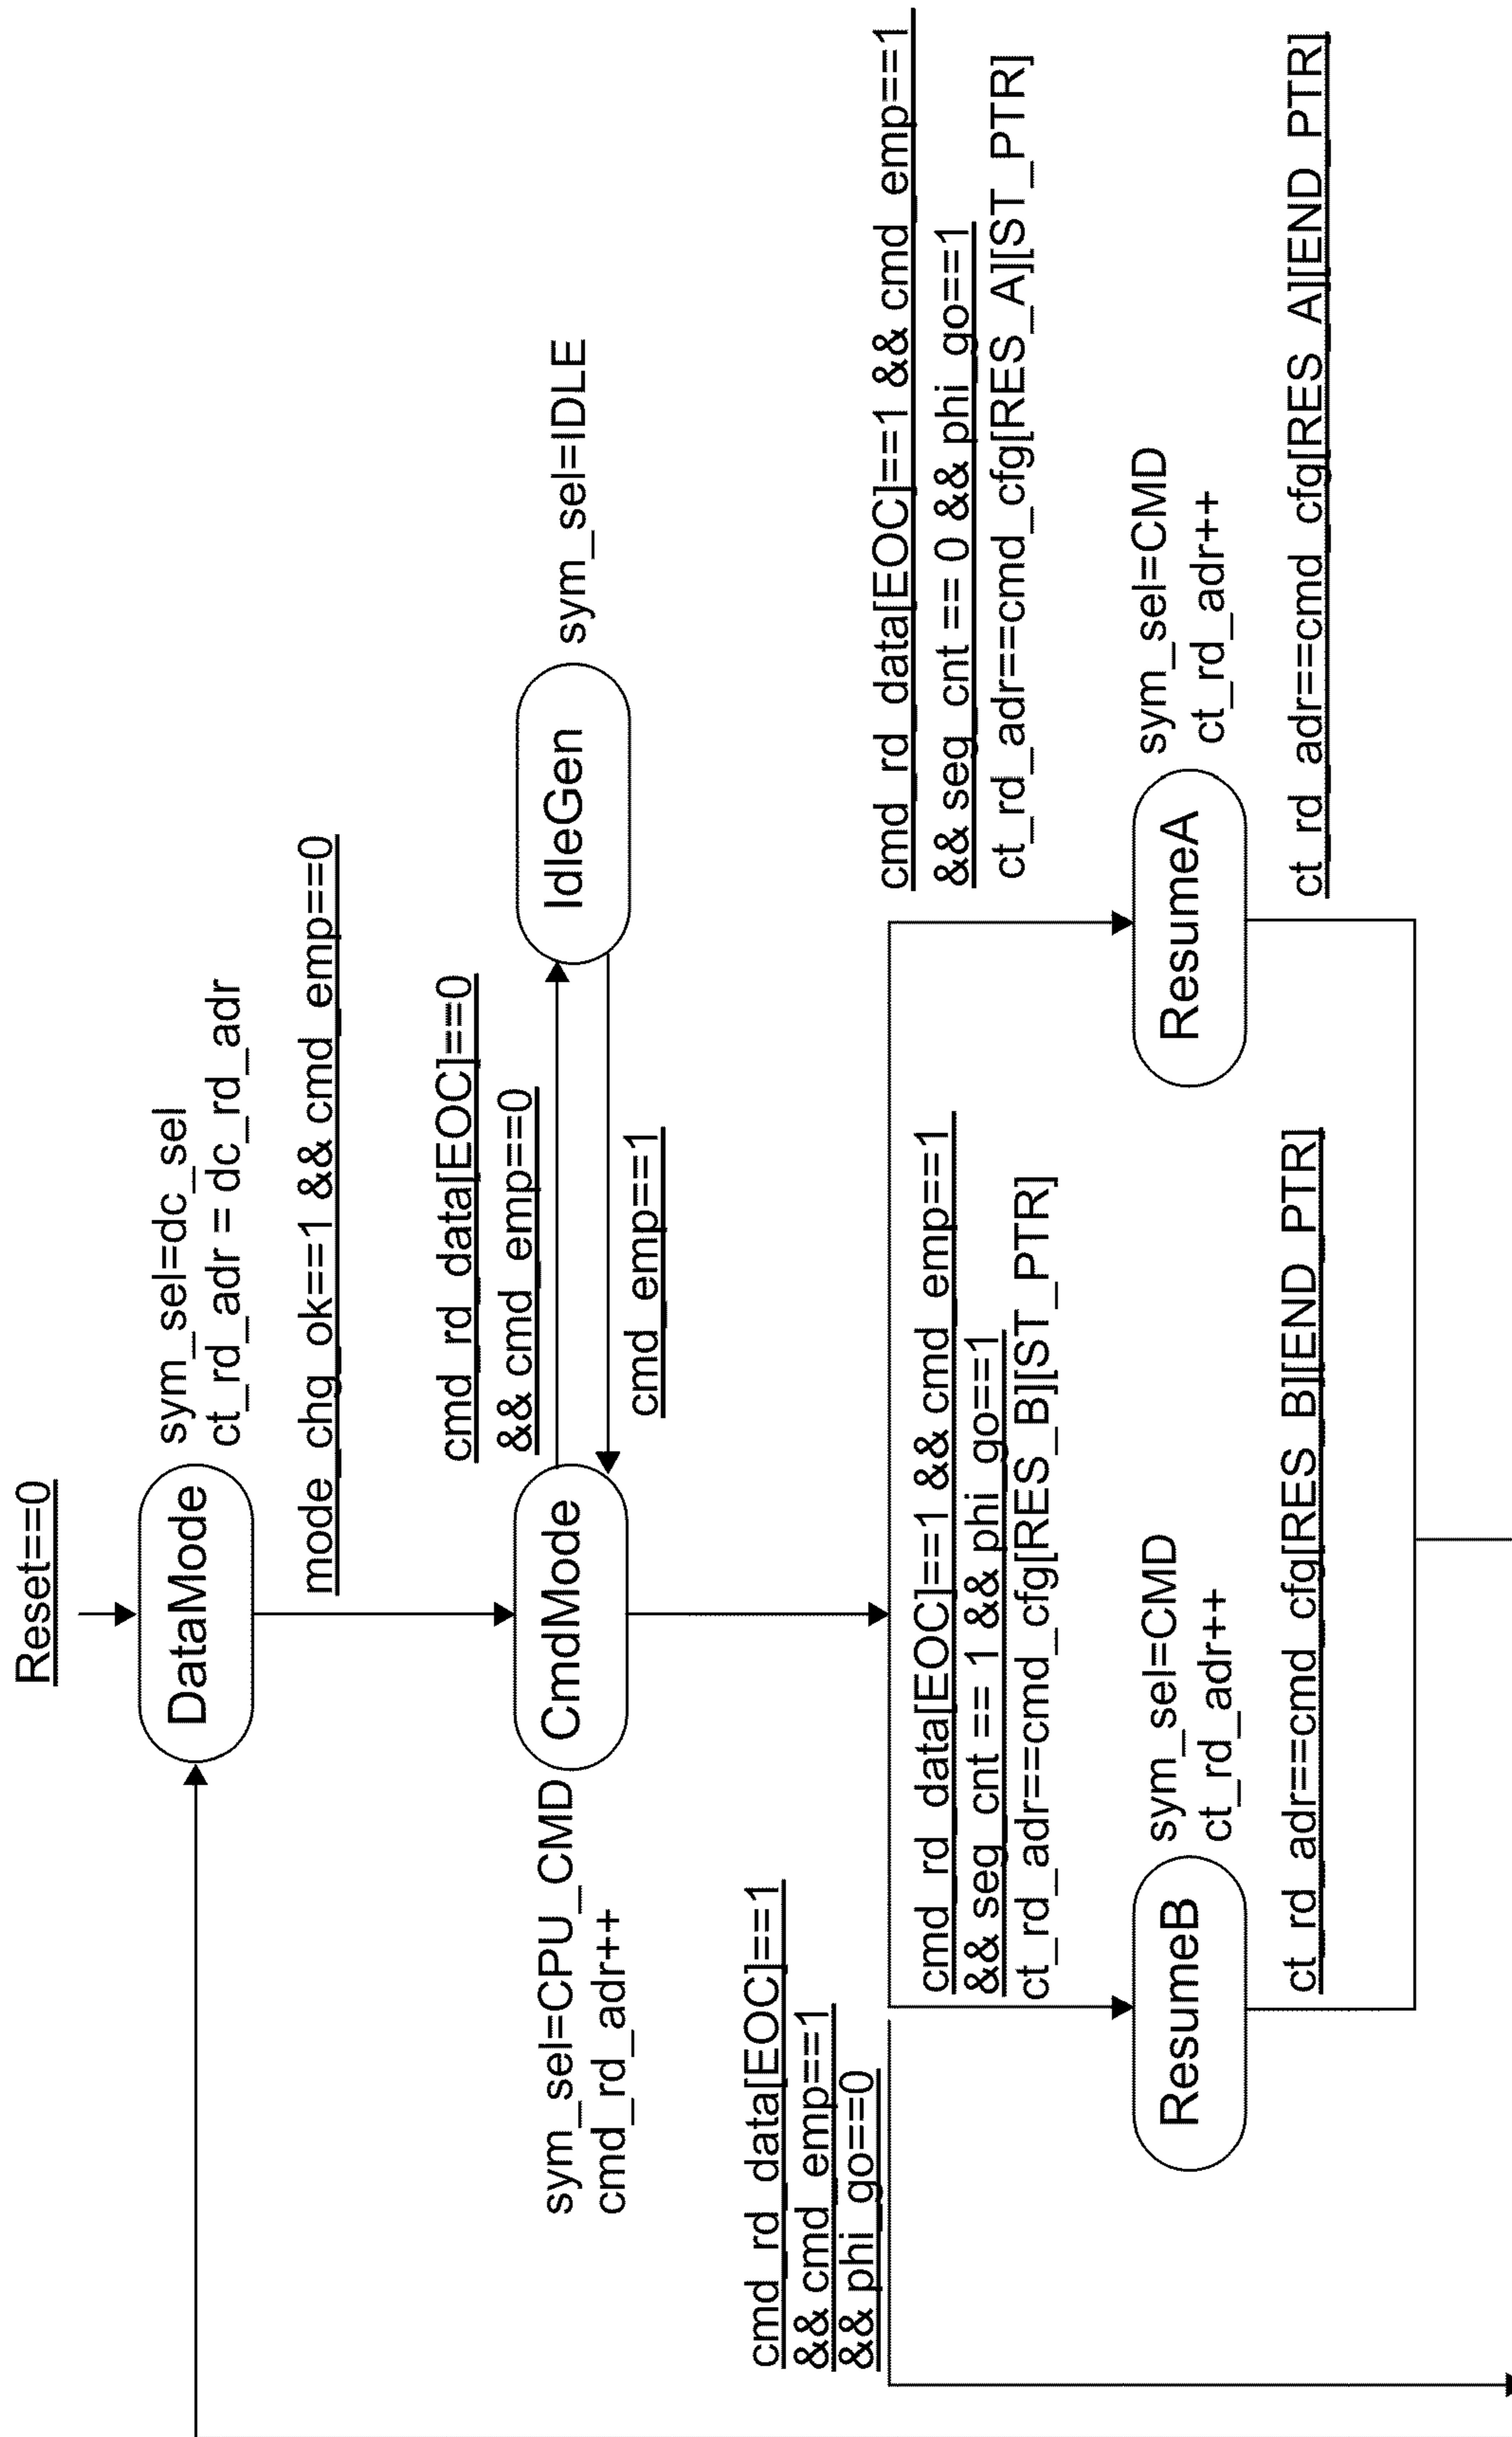 Reset==0
DataMode
sym_sel=dc_sel
ct_rd_adr = dc_rd_adr
mode_chg_ok==1 && cmd_emp==0
sym_sel=CPU_CMD
cmd_rd_adr++
CmdMode
cmd_rd_data[EOC]==0
&& cmd_emp==0
cmd_emp==1
IdleGen
sym_sel=IDLE
cmd_rd_data[EOC]==1
&& cmd_emp==1
&& phi_go==0
cmd_rd_data[EOC]==1 && cmd_emp==1
&& seg_cnt == 1 && phi_go==1
ct_rd_adr==cmd_cfg[RES_B][ST_PTR]
cmd_rd_data[EOC]==1 && cmd_emp==1
&& seg_cnt == 0 && phi_go==1
ct_rd_adr==cmd_cfg[RES_A][ST_PTR]
ResumeB
sym_sel=CMD
ct_rd_adr++
ResumeA
sym_sel=CMD
ct_rd_adr++
ct_rd_adr==cmd_cfg[RES_B][END_PTR]
ct_rd_adr==cmd_cfg[RES_A][END_PTR]